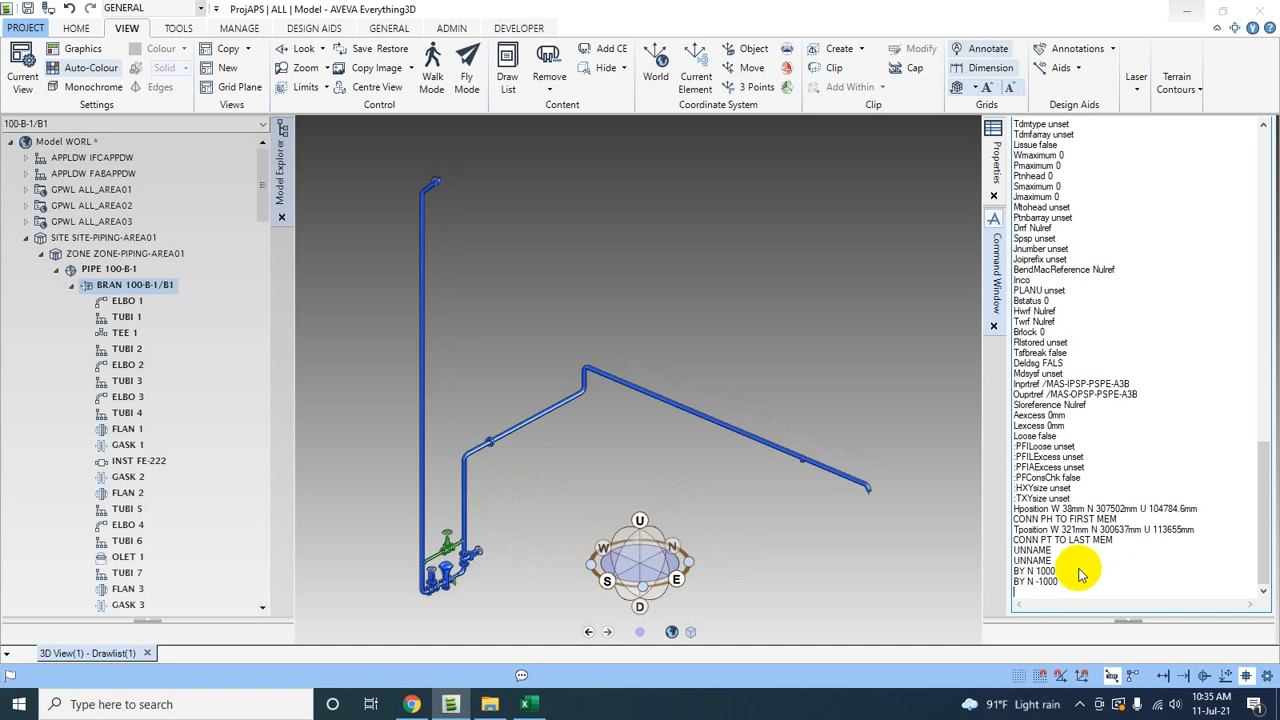 GENERAL
ProjAPS | ALL | Model - AVEVA Everything3D
PROJECT HOME VIEW TOOLS MANAGE DESIGN AIDS GENERAL ADMIN DEVELOPER
Current View
Graphics
Auto-Colour
Monochrome
Colour
Solid
Edges
Settings
Copy
New
Grid Plane
Views
Look
Zoom
Limits
Save Restore
Copy Image
Centre View
Walk Mode
Fly Mode
Control
Draw List
Remove
Add CE
Hide
Content
World
Current Element
Object
Move
3 Points
Coordinate System
Create
Clip
Add Within
Modify
Cap
Clip
Annotate
Dimension
A A
Grids
Annotations
Aids
Design Aids
Laser
Terrain Contours
100-B-1/B1
Model WORL *
APPLDW IFCAPPDW
APPLDW FABAPPDW
GPWL ALL_AREA01
GPWL ALL_AREA02
GPWL ALL_AREA03
SITE SITE-PIPING-AREA01
ZONE ZONE-PIPING-AREA01
PIPE 100-B-1
BRAN 100-B-1/B1
ELBO 1
TUBI 1
TEE 1
TUBI 2
ELBO 2
TUBI 3
ELBO 3
TUBI 4
FLAN 1
GASK 1
INST FE-222
GASK 2
FLAN 2
TUBI 5
ELBO 4
OLET 1
TUBI 7
FLAN 3
GASK 3
Model Explorer
U
W
N
S
E
D
Properties
Command Window
Tdmtype unset
Tdmfarray unset
Lissue false
Wmaximum 0
Pmaximum 0
Ptnhead 0
Smaximum 0
Jmaximum 0
Mtohead unset
Ptnbarray unset
Drrf Nulref
Spsp unset
Jnumber unset
Joiprefix unset
BendMacReference Nulref
Inco
PLANU unset
Bstatus 0
Hwrf Nulref
Twrf Nulref
Brlock 0
Rlstored unset
Tsfbreak false
Deldsg FALS
Mdsysf unset
Inprtref /MAS-IPSP-PSPE-A3B
Ouprtref /MAS-OPSP-PSPE-A3B
Sloreference Nulref
Aexcess 0mm
Lexcess 0mm
Loose false
:PFILoose unset
:PFILExcess unset
:PFIAExcess unset
:PFConsChk false
:HXYsize unset
:TXYsize unset
Hposition W 38mm N 307502mm U 104784.6mm
CONN PH TO FIRST MEM
Tposition W 321mm N 300637mm U 113655mm
CONN PT TO LAST MEM
UNNAME
UNNAME
BY N 1000
BY N -1000
3D View(1) - Drawlist(1)
Type here to search
91°F Light rain
10:35 AM
11-Jul-21